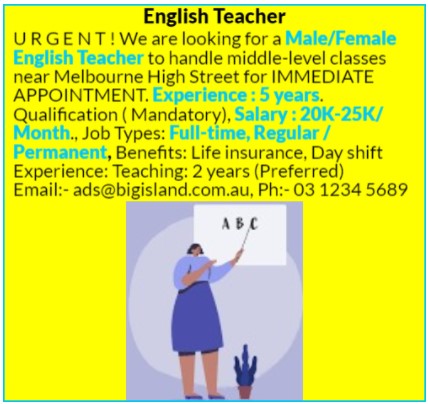 English Teacher
U R G E N T ! We are looking for a Male/Female
English Teacher to handle middle-level classes
near Melbourne High Street for IMMEDIATE
APPOINTMENT. Experience : 5 years.
Qualification ( Mandatory), Salary : 20K-25K/
Month., Job Types: Full-time, Regular /
Permanent, Benefits: Life insurance, Day shift
Experience: Teaching: 2 years (Preferred)
Email:- ads@bigisland.com.au, Ph:- 03 1234 5689
A B C